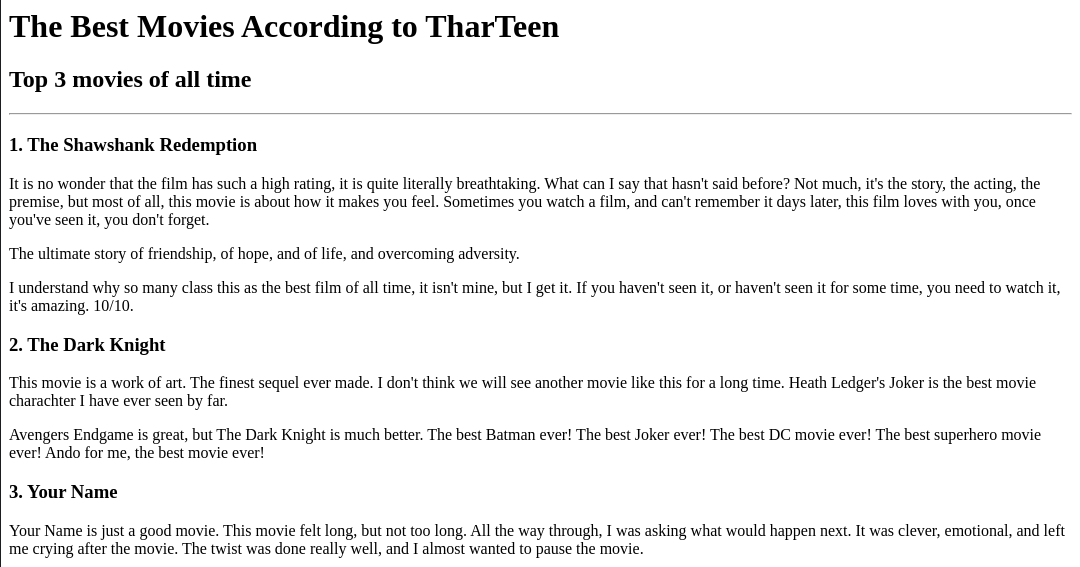 The Best Movies According to TharTeen
Top 3 movies of all time
1. The Shawshank Redemption
It is no wonder that the film has such a high rating, it is quite literally breathtaking. What can I say that hasn't said before? Not much, it's the story, the acting, the
premise, but most of all, this movie is about how it makes you feel. Sometimes you watch a film, and can't remember it days later, this film loves with you, once
you've seen it, you don't forget.
The ultimate story of friendship, of hope, and of life, and overcoming adversity.
I understand why so many class this as the best film of all time, it isn't mine, but I get it. If you haven't seen it, or haven't seen it for some time, you need to watch it,
it's amazing. 10/10.
2. The Dark Knight
This movie is a work of art. The finest sequel ever made. I don't think we will see another movie like this for a long time. Heath Ledger's Joker is the best movie
charachter I have ever seen by far.
Avengers Endgame is great, but The Dark Knight is much better. The best Batman ever! The best Joker ever! The best DC movie ever! The best superhero movie
ever! Ando for me, the best movie ever!
3. Your Name
Your Name is just a good movie. This movie felt long, but not too long. All the way through, I was asking what would happen next. It was clever, emotional, and left
me crying after the movie. The twist was done really well, and I almost wanted to pause the movie.